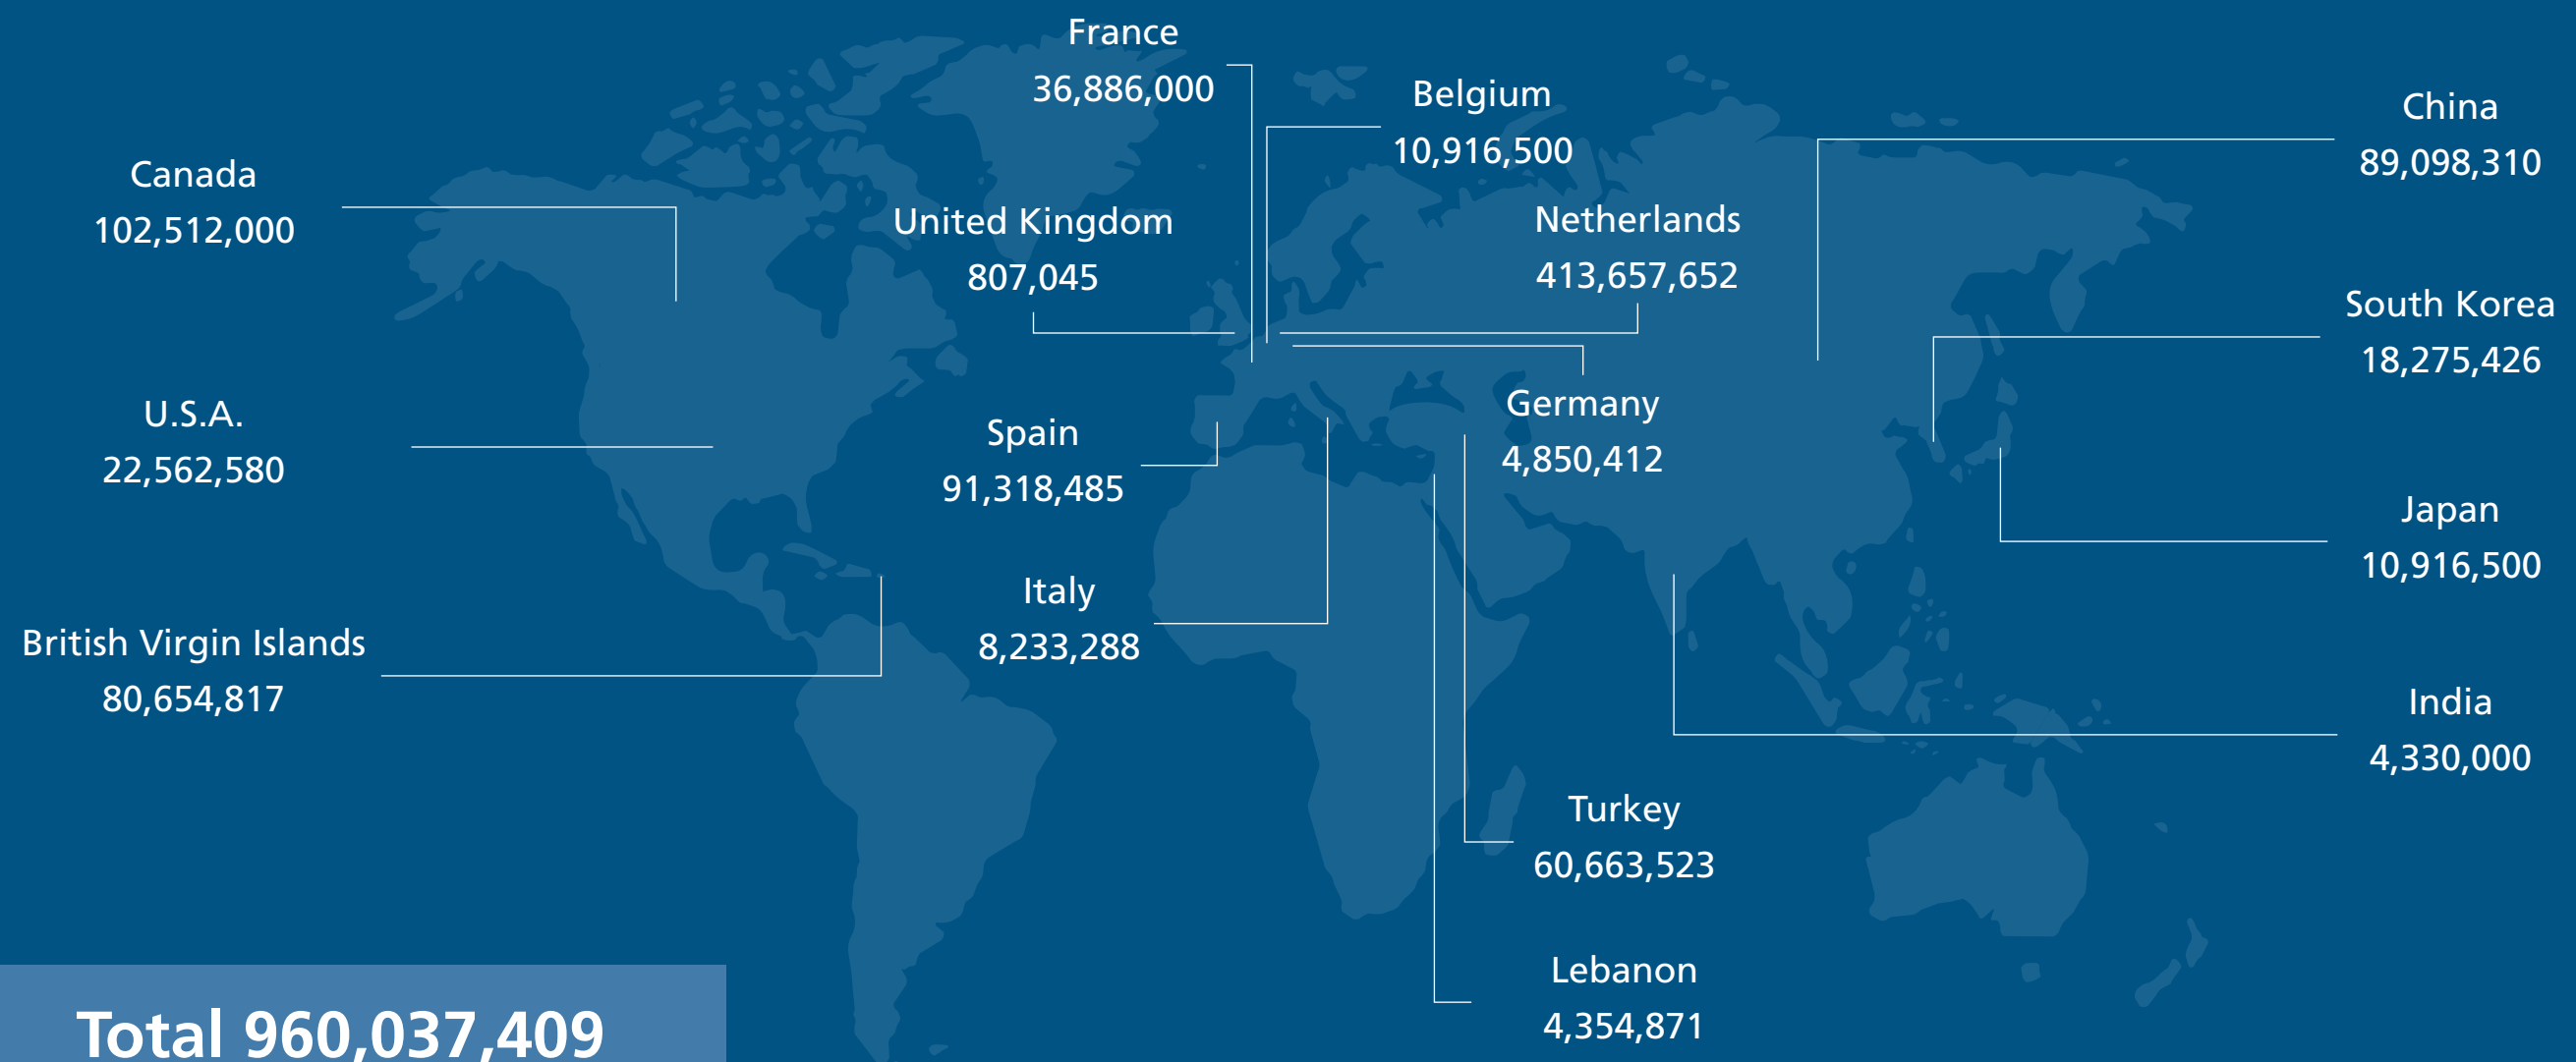 France
36,886,000
Belgium
10,916,500
China
89,098,310
Canada
102,512,000
United Kingdom
807,045
Netherlands
413,657,652
South Korea
18,275,426
U.S.A.
22,562,580
Spain
91,318,485
Germany
4,850,412
Japan
10,916,500
British Virgin Islands
80,654,817
Italy
8,233,288
India
4,330,000
Turkey
60,663,523
Lebanon
4,354,871
Total 960,037,409